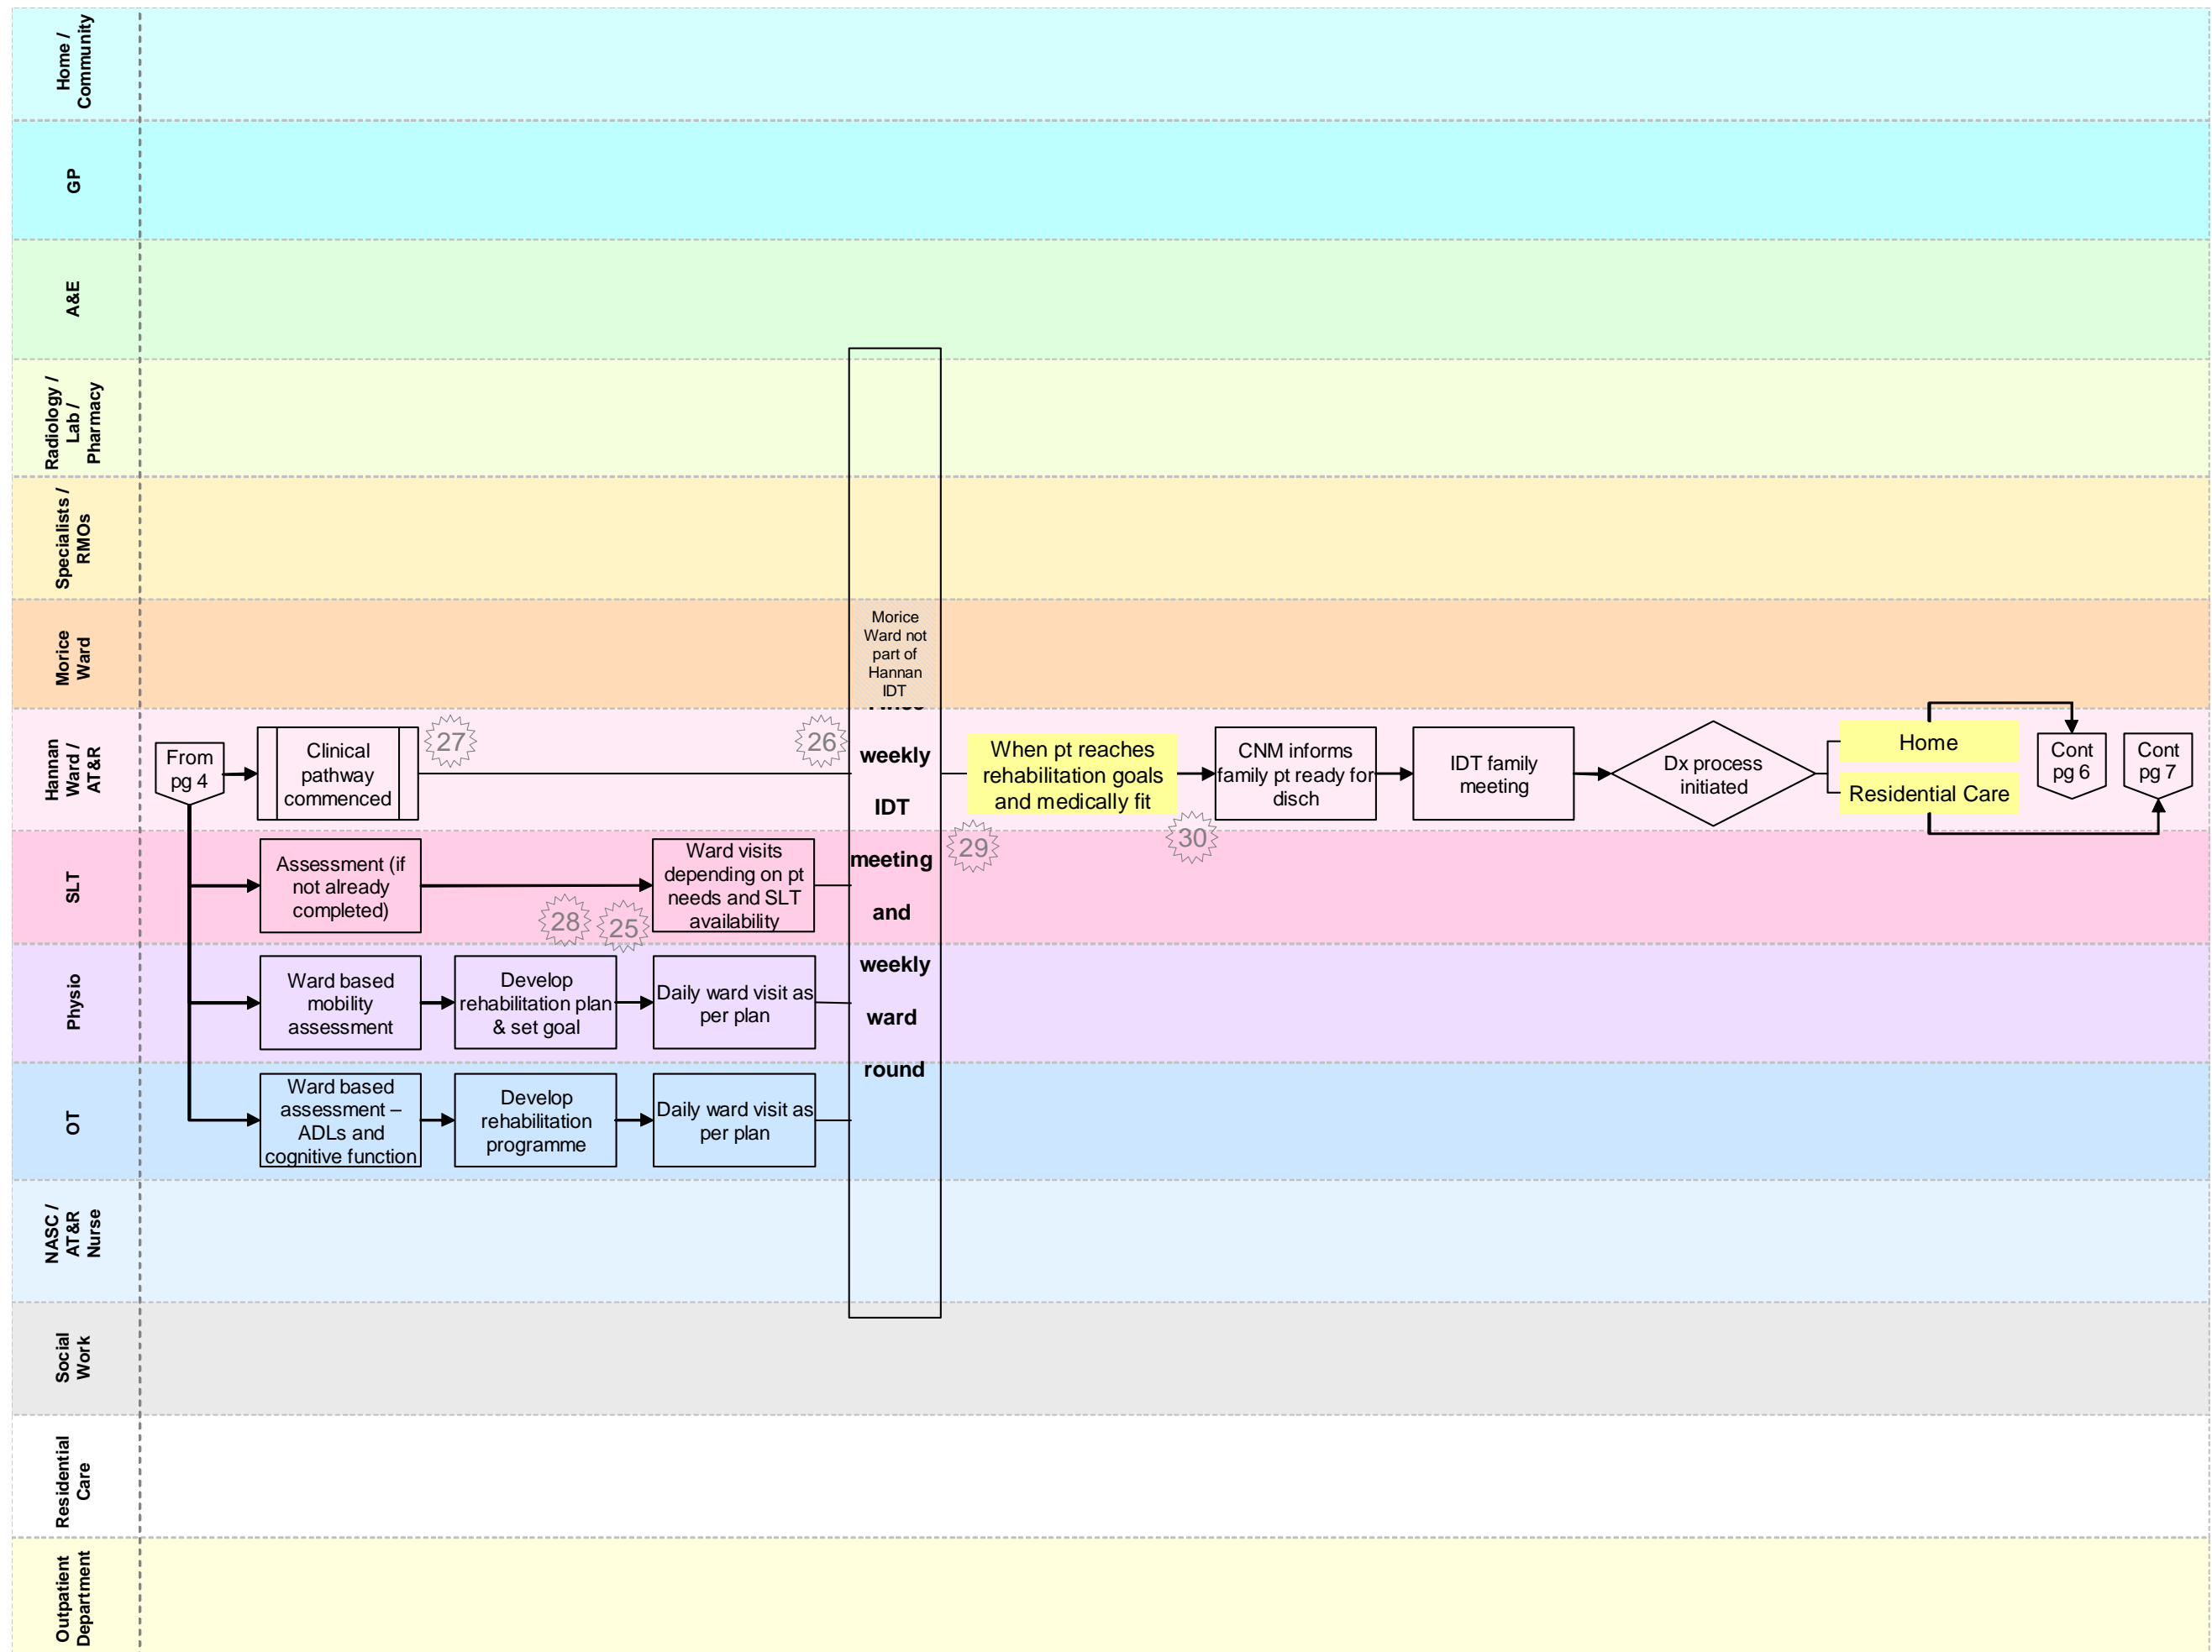 Home /
Community
GP
A&E
Radiology /
Lab /
Pharmacy
Specialists /
RMOs
Morice
Ward
Morice
Ward not
part of
Hannan
IDT
Hannan
Ward /
AT&R
From
pg 4
Clinical
pathway
commenced
27
26
Twice
weekly
IDT
meeting
and
weekly
ward
round
When pt reaches
rehabilitation goals
and medically fit
CNM informs
family pt ready for
disch
IDT family
meeting
Dx process
initiated
Home
Residential Care
Cont
pg 6
Cont
pg 7
29
30
SLT
Assessment (if
not already
completed)
28
25
Ward visits
depending on pt
needs and SLT
availability
Physio
Ward based
mobility
assessment
Develop
rehabilitation plan
& set goal
Daily ward visit as
per plan
OT
Ward based
assessment –
ADLs and
cognitive function
Develop
rehabilitation
programme
Daily ward visit as
per plan
NASC /
AT&R
Nurse
Social
Work
Residential
Care
Outpatient
Department